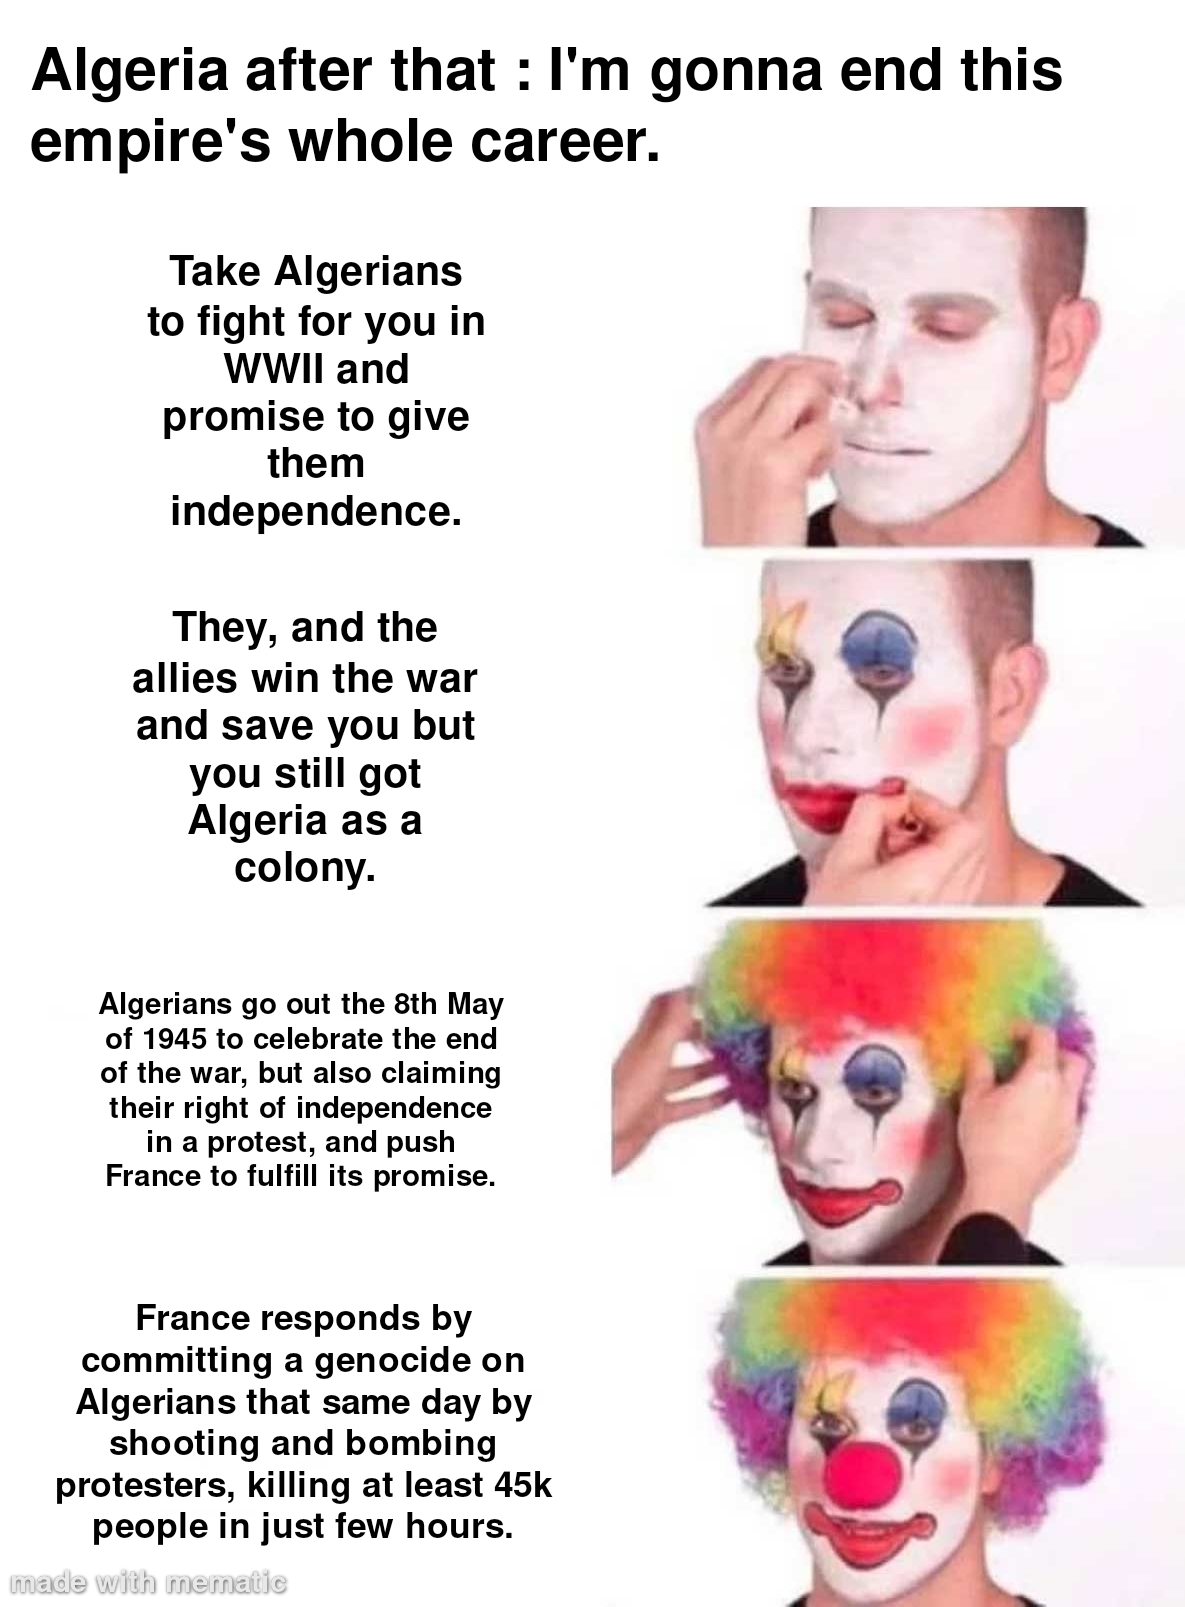 Algeria after that : I'm gonna end this
empire's whole career.
Take Algerians
to fight for you in
WWII and
promise to give
them
independence.
They, and the
allies win the war
and save you but
you still got
Algeria as a
colony.
Algerians go out the 8th May
of 1945 to celebrate the end
of the war, but also claiming
their right of independence
in a protest, and push
France to fulfill its promise.
France responds by
committing a genocide on
Algerians that same day by
shooting and bombing
protesters, killing at least 45k
people in just few hours.
made with mematic